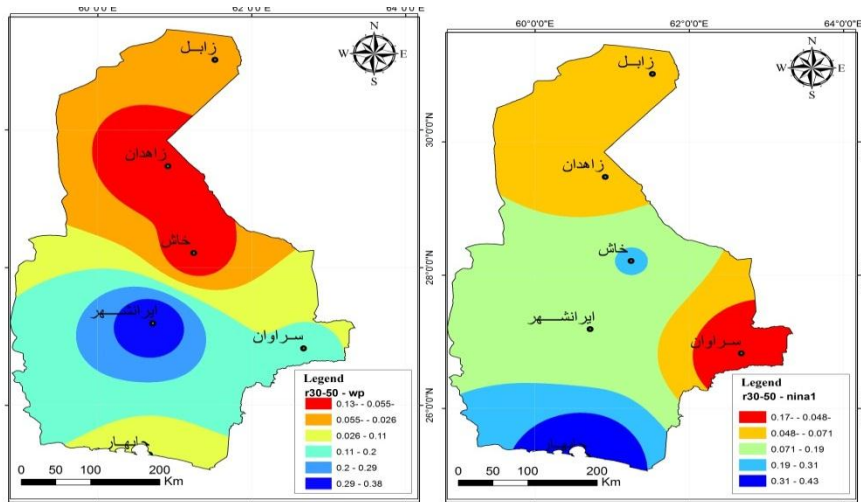 60°0'0"E 62°0'0"E 64°0'0"E
N
W E
S
زابل
زاهدان
خاش
ایرانشهر
سراوان
چابهار
Legend
r30-50 - wp
0.13- - 0.055-
0.055- - 0.026
0.026 - 0.11
0.11 - 0.2
0.2 - 0.29
0.29 - 0.38
0 50 100 200
Km
60°0'0"E 62°0'0"E 64°0'0"E
N
W E
S
زابل
30°0'0"N
زاهدان
خاش
28°0'0"N
ایرانشهر
سراوان
26°0'0"N
Legend
r30-50 - nina1
0.17- - 0.048-
0.048- - 0.071
0.071 - 0.19
0.19 - 0.31
0.31 - 0.43
0 50 100 200
Km